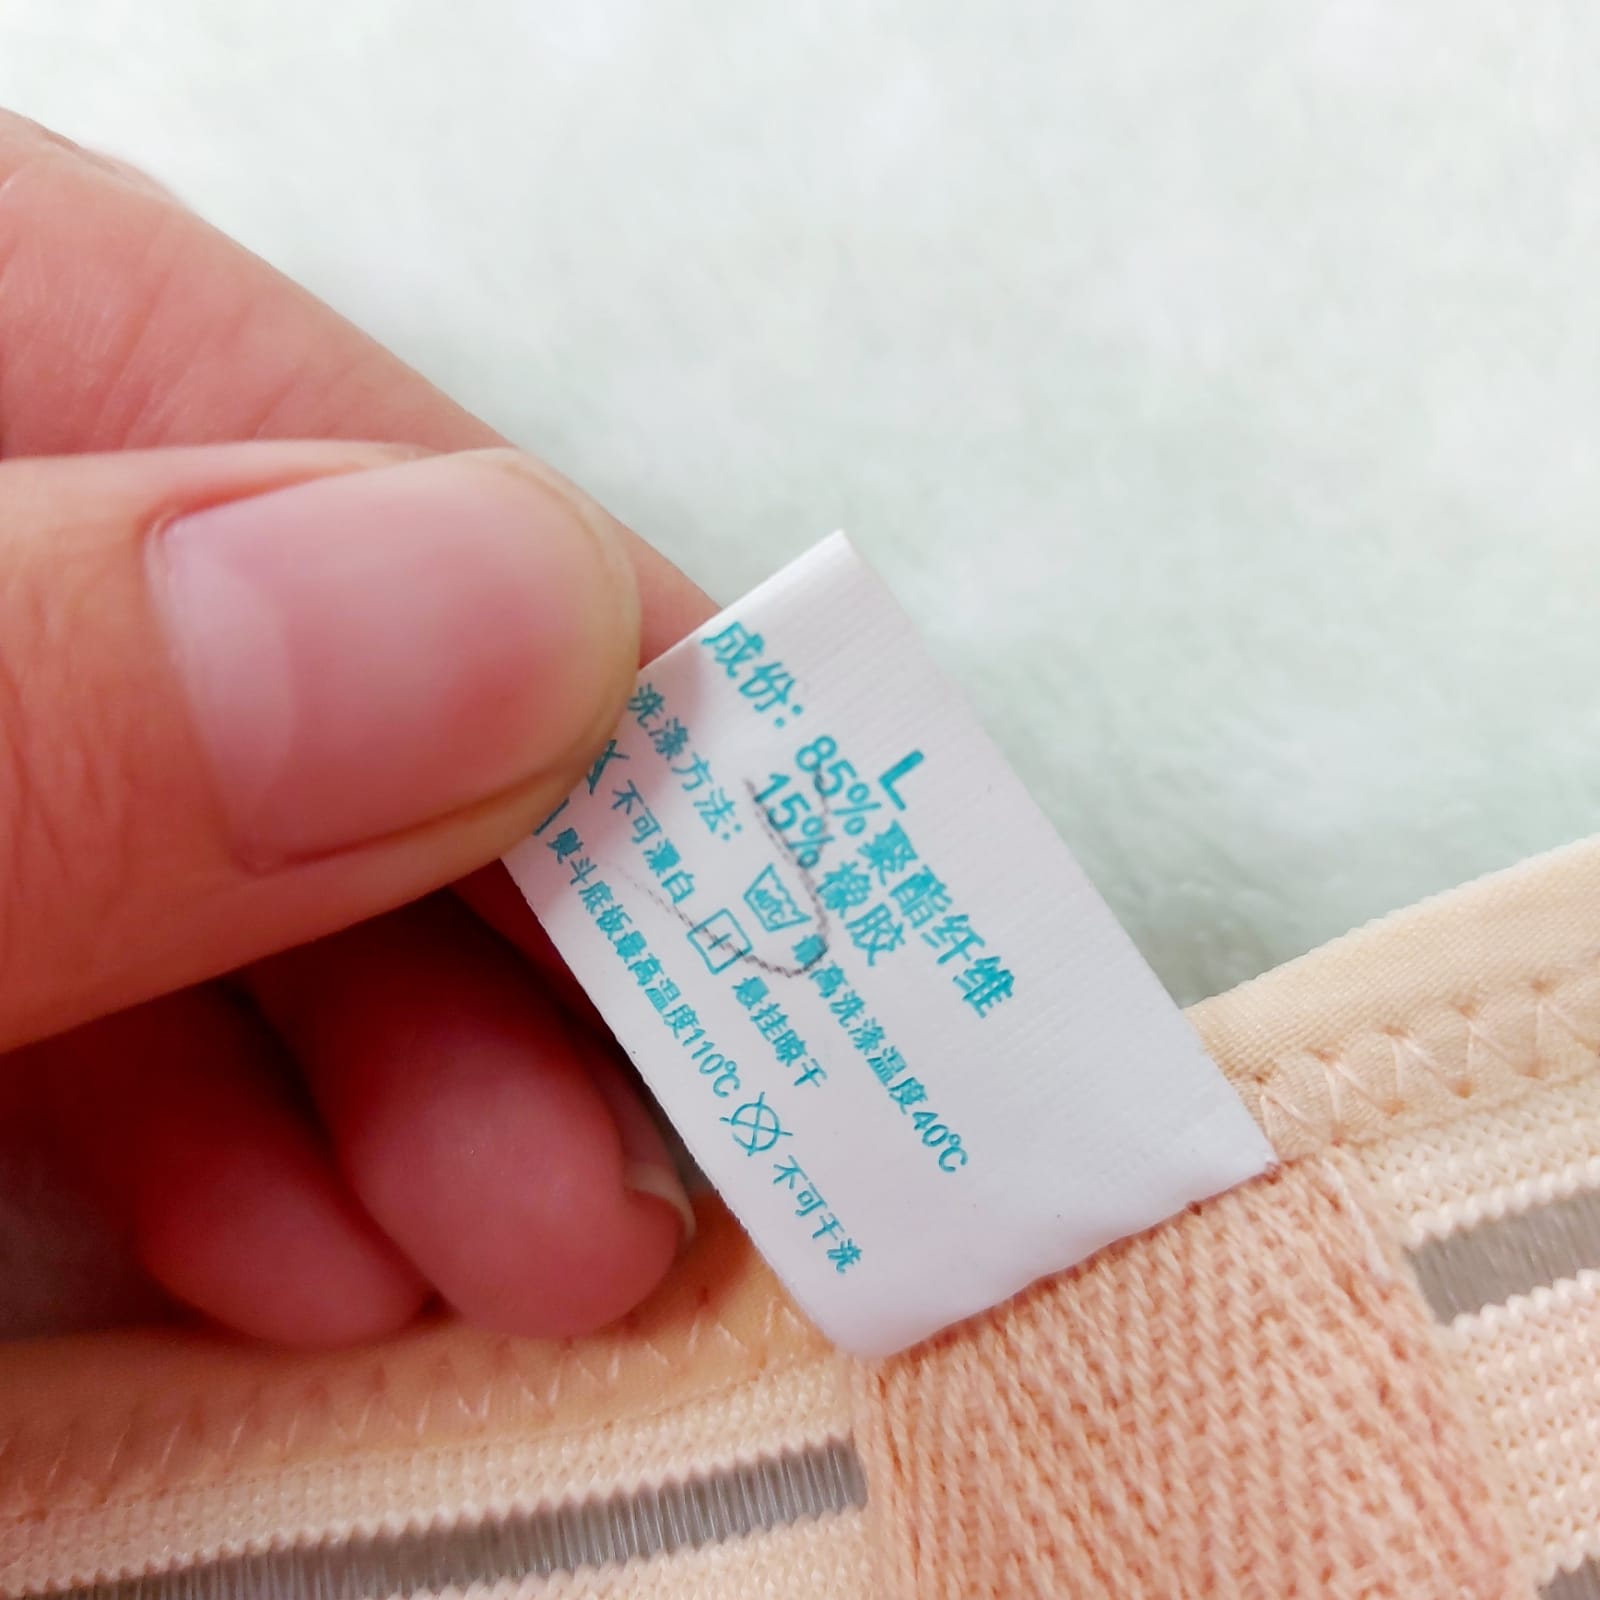 L
成份：85%聚酯纤维
15%橡胶
洗涤方法： 最高洗涤温度40℃
不可漂白 悬挂晾干
熨斗底板最高温度110℃ 不可干洗